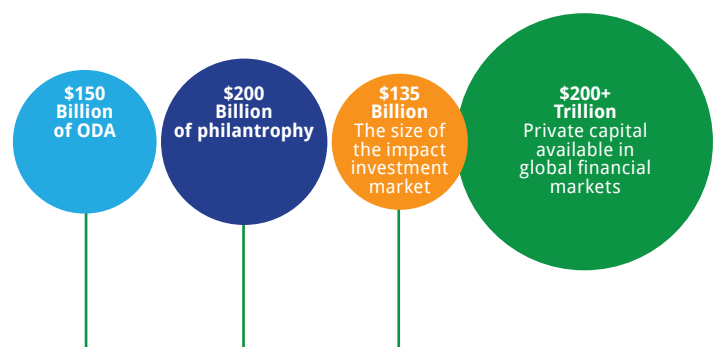 $150
Billion
of ODA
$200
Billion
of philantrophy
$135
Billion
The size of
the impact
investment
market
$200+
Trillion
Private capital
available in
global financial
markets